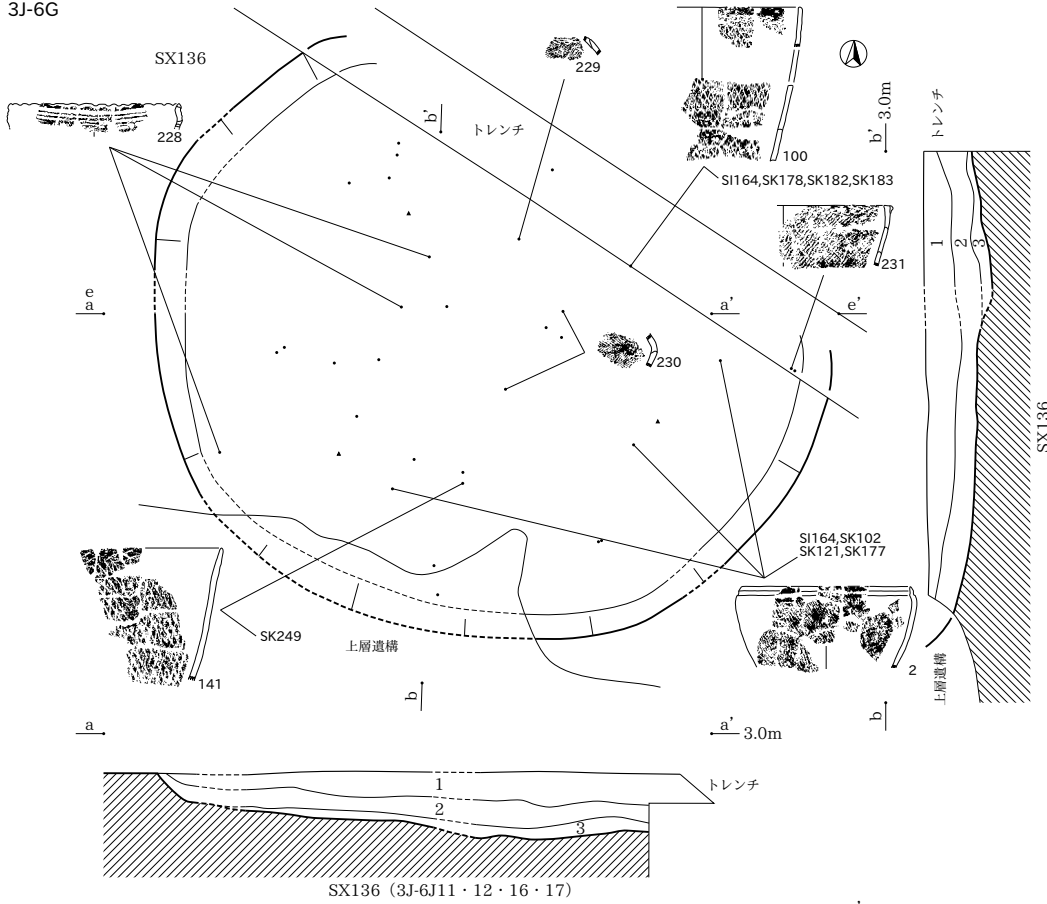 3J-6G
SX136
トレンチ
b'
229
228
100
b' 3.0m
トレンチ
SI164,SK178,SK182,SK183
231
1
2
3
e
a
a'
e'
230
SX136
SI164,SK102
SK121,SK177
SK249
141
上層遺構
2
上層遺構
b
b
a
a' 3.0m
トレンチ
1
2
3
SX136（3J-6J11・12・16・17）